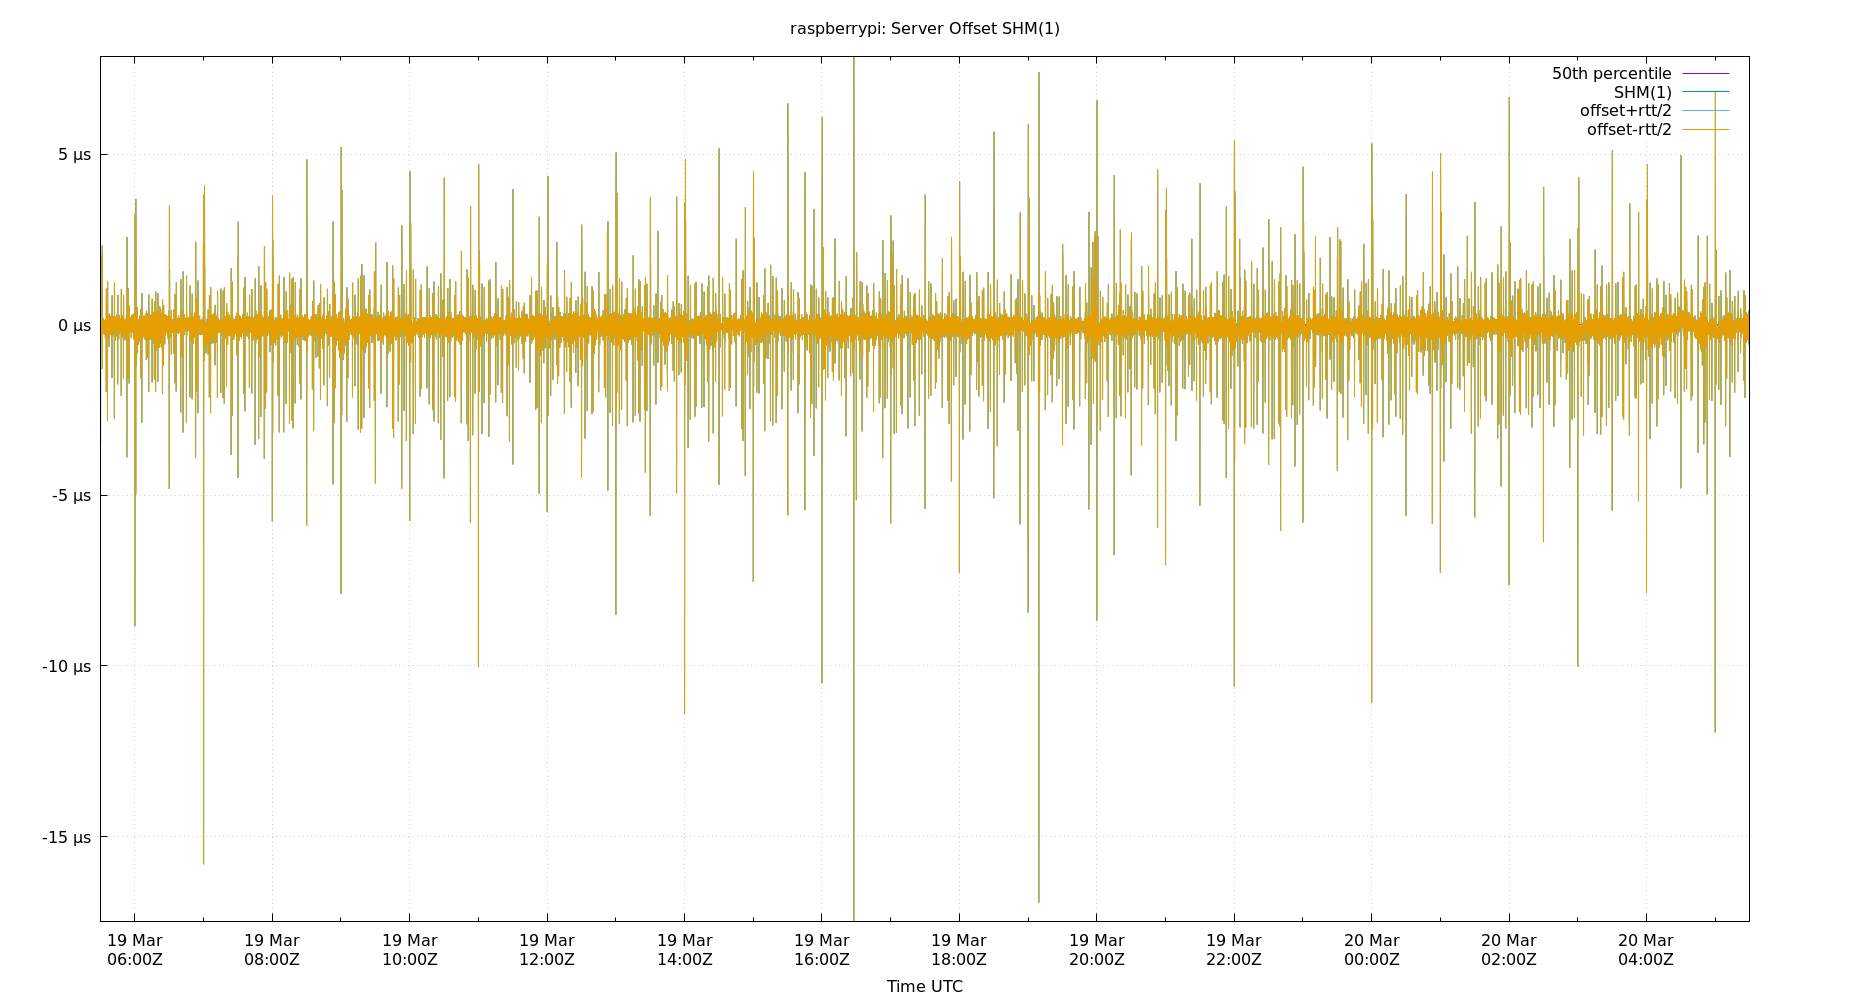 raspberrypi: Server Offset SHM(1)
50th percentile
SHM(1)
offset+rtt/2
offset-rtt/2
5 µs
0 µs
-5 µs
-10 µs
-15 µs
19 Mar 19 Mar 19 Mar 19 Mar 19 Mar 19 Mar 19 Mar 19 Mar 19 Mar 20 Mar 20 Mar 20 Mar
06:00Z 08:00Z 10:00Z 12:00Z 14:00Z 16:00Z 18:00Z 20:00Z 22:00Z 00:00Z 02:00Z 04:00Z
Time UTC